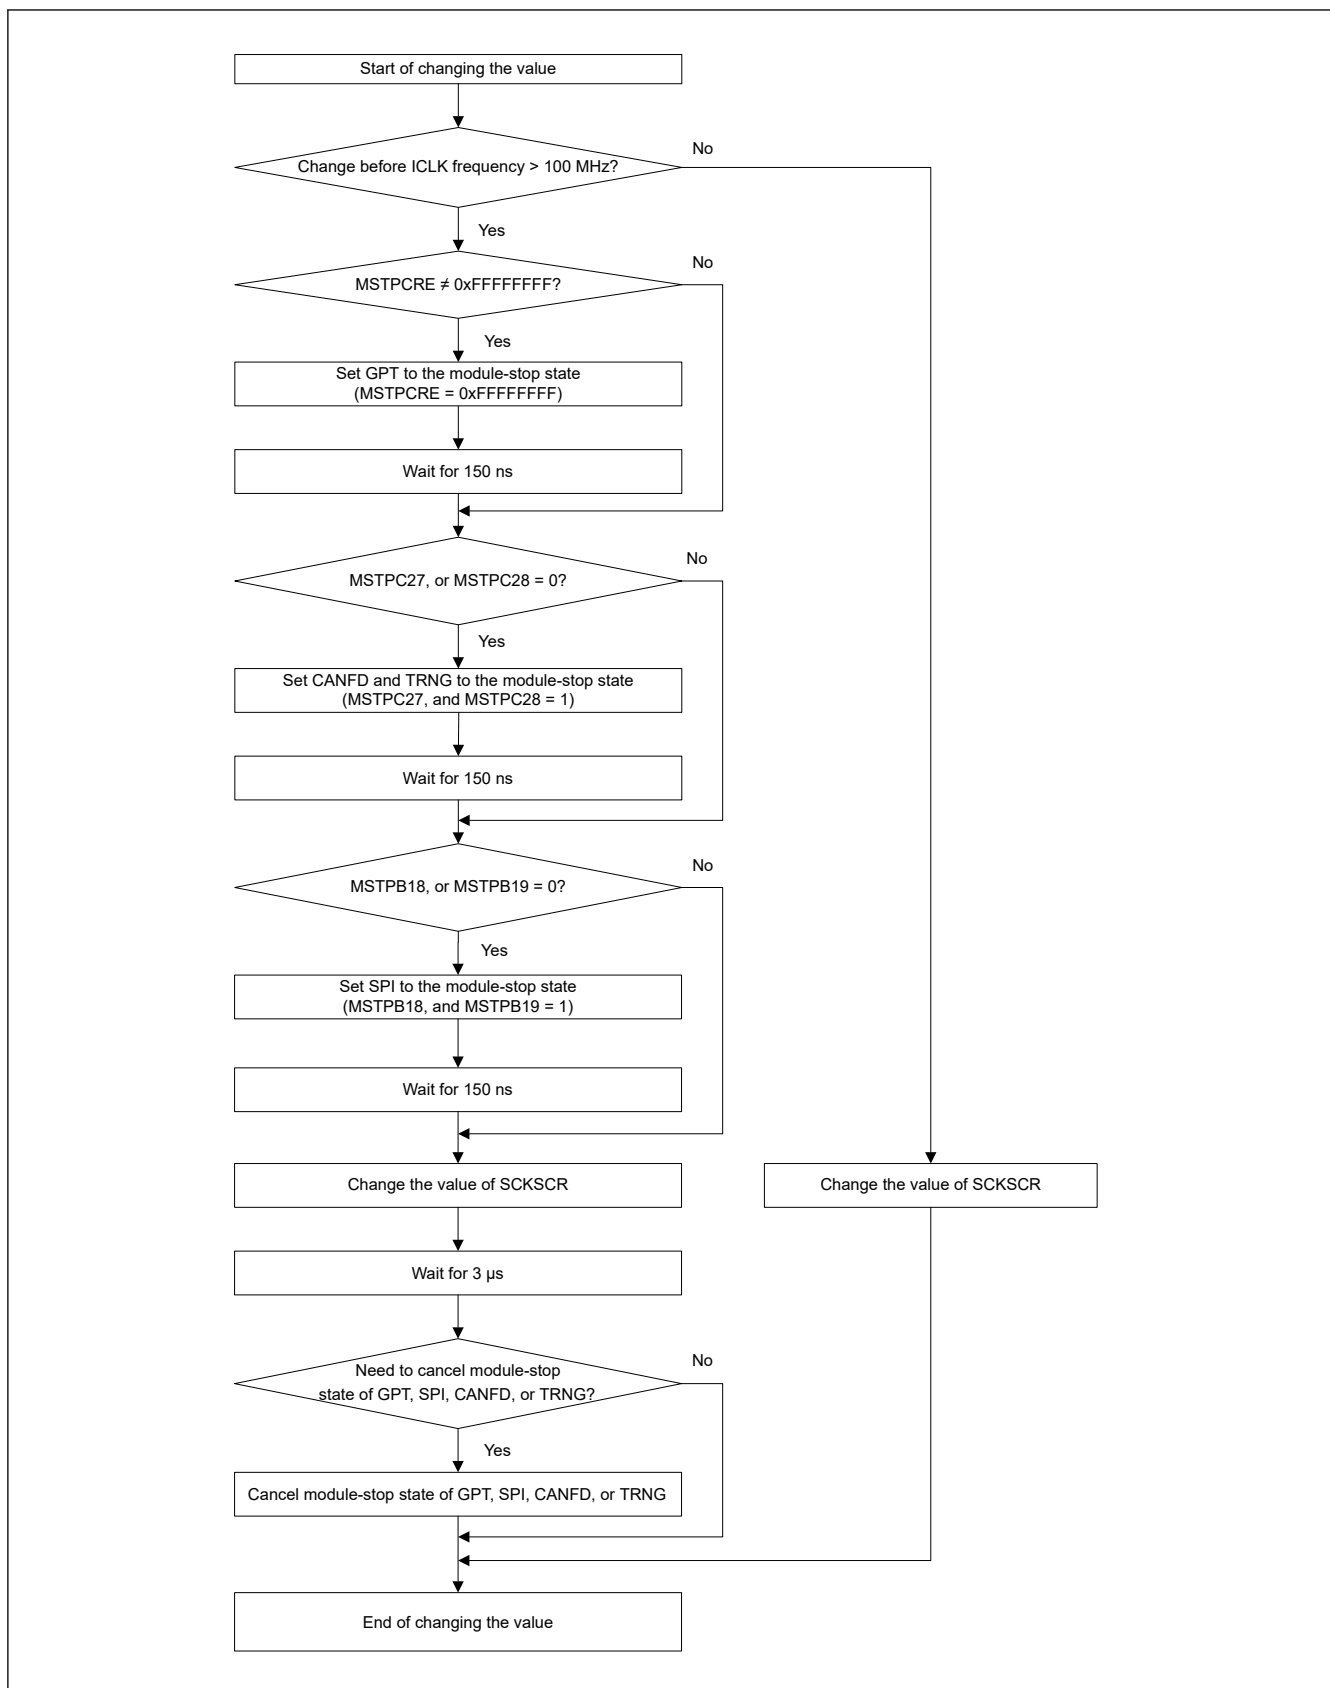 Start of changing the value
Change before ICLK frequency > 100 MHz?
No
Yes
MSTPCRE ≠ 0xFFFFFFFF?
No
Yes
Set GPT to the module-stop state
(MSTPCRE = 0xFFFFFFFF)
Wait for 150 ns
MSTPC27, or MSTPC28 = 0?
No
Yes
Set CANFD and TRNG to the module-stop state
(MSTPC27, and MSTPC28 = 1)
Wait for 150 ns
MSTPB18, or MSTPB19 = 0?
No
Yes
Set SPI to the module-stop state
(MSTPB18, and MSTPB19 = 1)
Wait for 150 ns
Change the value of SCKSCR
Change the value of SCKSCR
Wait for 3 μs
Need to cancel module-stop
state of GPT, SPI, CANFD, or TRNG?
No
Yes
Cancel module-stop state of GPT, SPI, CANFD, or TRNG
End of changing the value